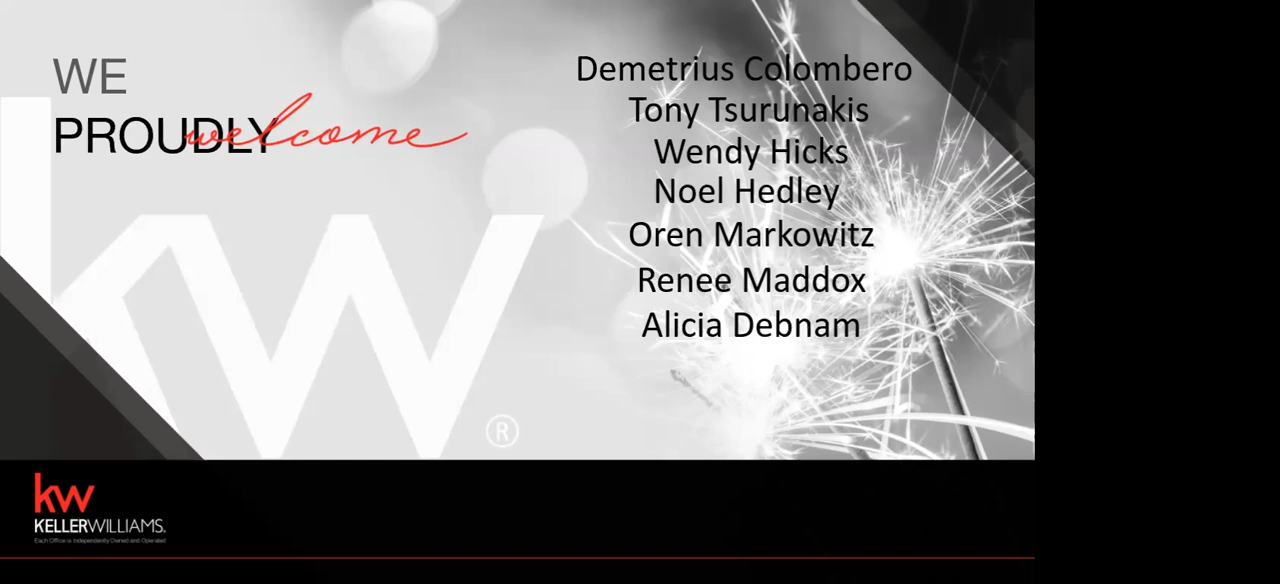 WE
PROUDLY welcome
Demetrius Colombero
Tony Tsurunakis
Wendy Hicks
Noel Hedley
Oren Markowitz
Renee Maddox
Alicia Debnam
kw®
kw
KELLERWILLIAMS.
Each Office is Independently Owned and Operated